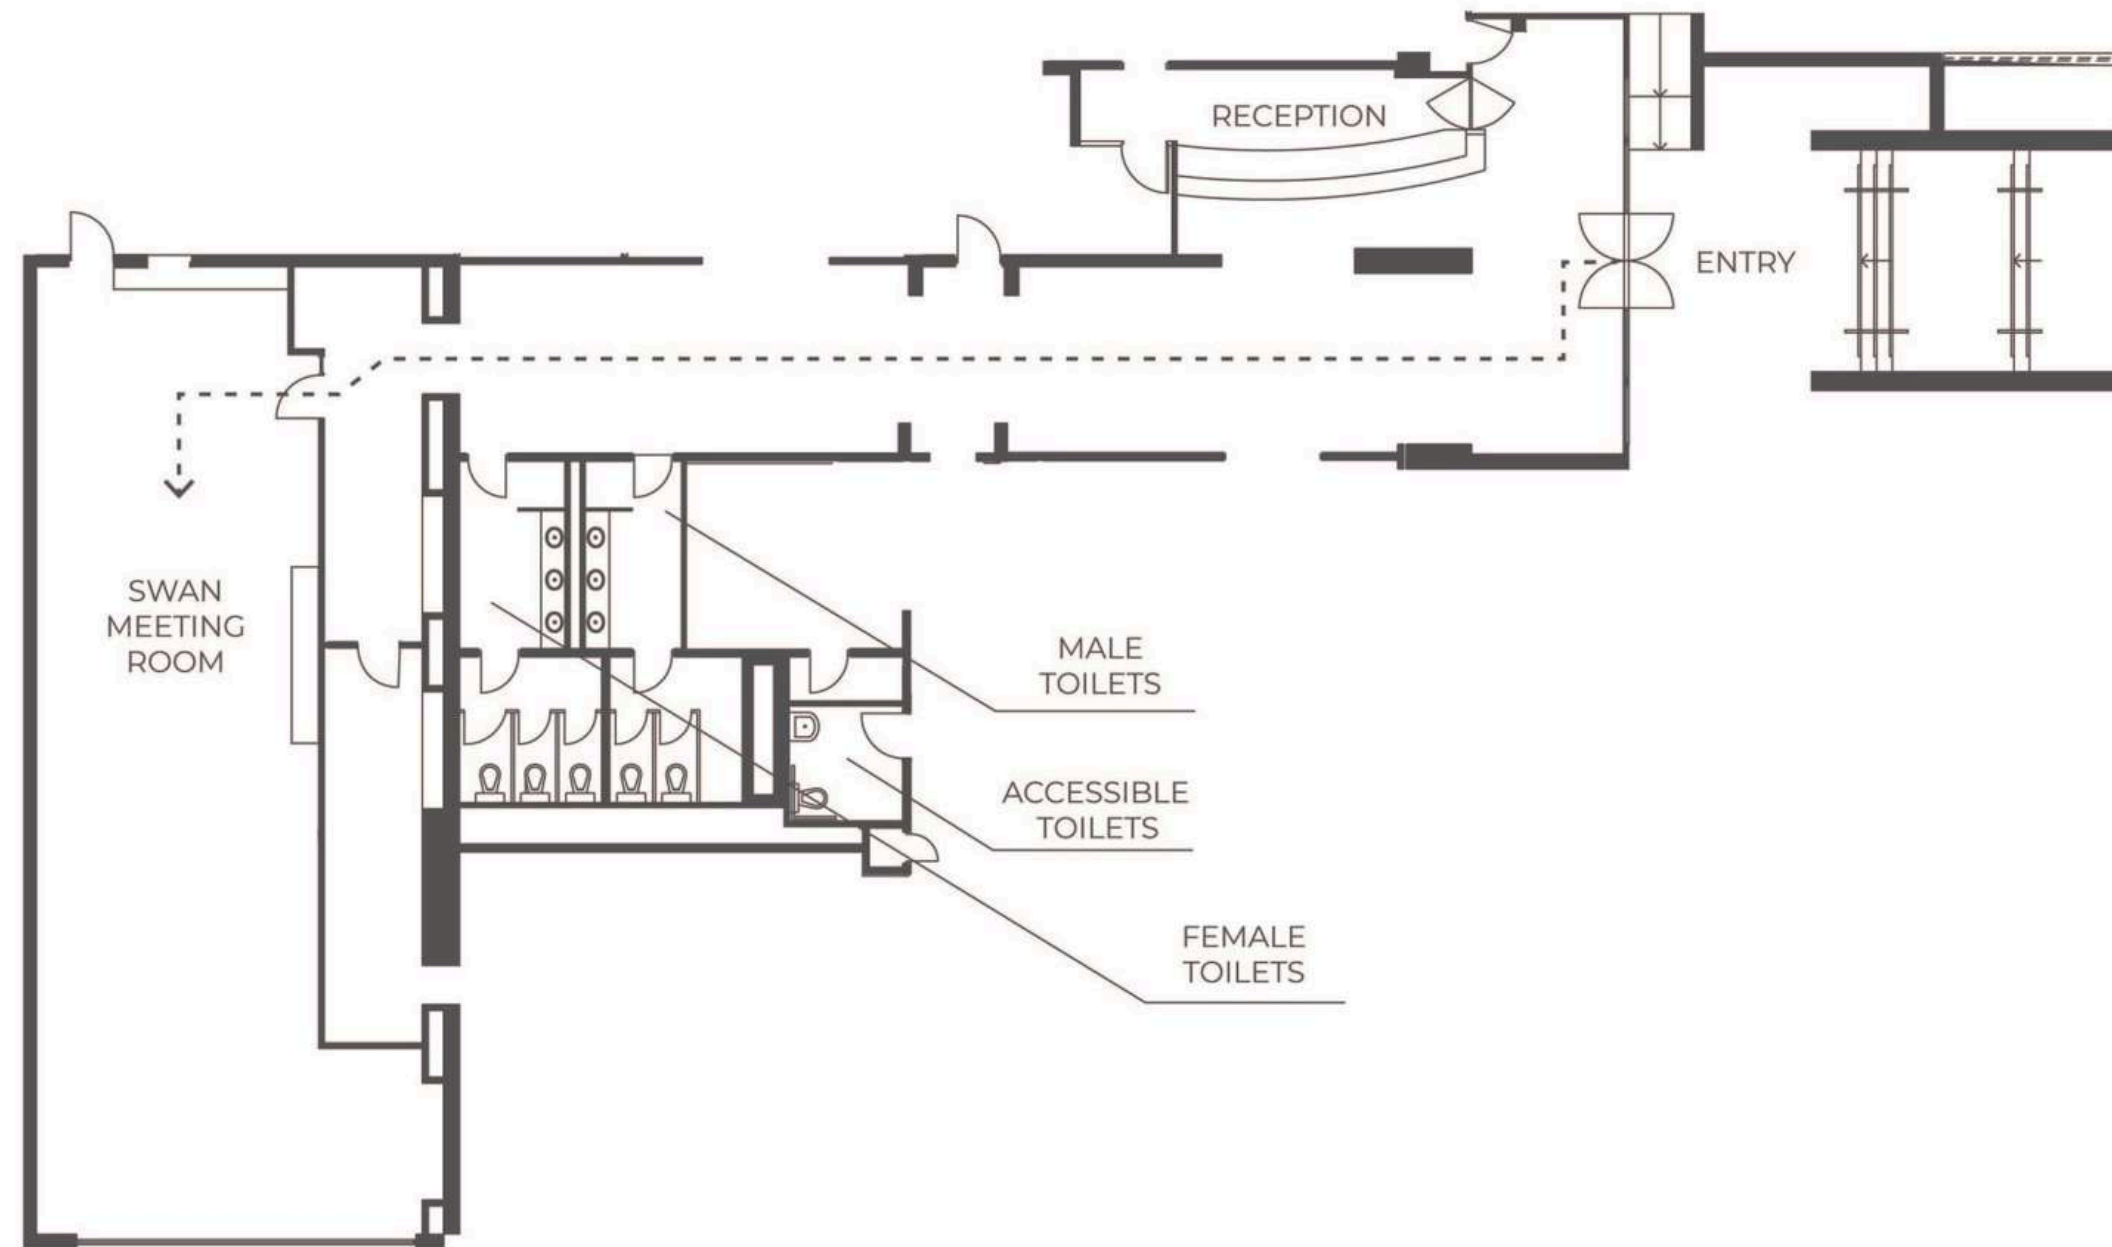 RECEPTION
ENTRY
SWAN
MEETING
ROOM
MALE
TOILETS
ACCESSIBLE
TOILETS
FEMALE
TOILETS